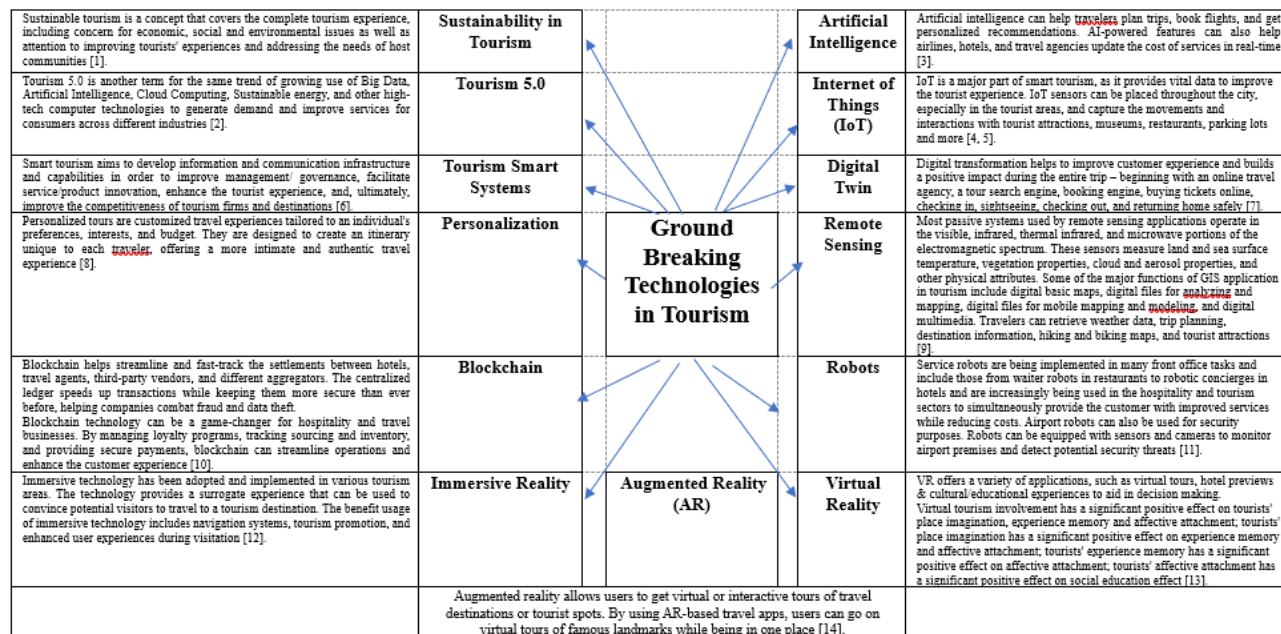 Sustainable tourism is a concept that covers the complete tourism experience,
including concern for economic, social and environmental issues as well as
attention to improving tourists' experiences and addressing the needs of host
communities [1].
Sustainability in
Tourism
Artificial
Intelligence
Artificial intelligence can help travelers plan trips, book flights, and get
personalized recommendations. AI-powered features can also help
airlines, hotels, and travel agencies update the cost of services in real-time
[3].
Tourism 5.0 is another term for the same trend of growing use of Big Data,
Artificial Intelligence, Cloud Computing, Sustainable energy, and other high-
tech computer technologies to generate demand and improve services for
consumers across different industries [2].
Tourism 5.0
Internet of
Things
(IoT)
IoT is a major part of smart tourism, as it provides vital data to improve
the tourist experience. IoT sensors can be placed throughout the city,
especially in the tourist areas, and capture the movements and
interactions with tourist attractions, museums, restaurants, parking lots
and more [4, 5].
Smart tourism aims to develop information and communication infrastructure
and capabilities in order to improve management/ governance, facilitate
service/product innovation, enhance the tourist experience, and, ultimately,
improve the competitiveness of tourism firms and destinations [6].
Tourism Smart
Systems
Digital
Twin
Digital transformation helps to improve customer experience and builds
a positive impact during the entire trip – beginning with an online travel
agency, a tour search engine, booking engine, buying tickets online,
checking in, sightseeing, checking out, and returning home safely [7].
Personalized tours are customized travel experiences tailored to an individual's
preferences, interests, and budget. They are designed to create an itinerary
unique to each traveler, offering a more intimate and authentic travel
experience [8].
Personalization
Ground
Breaking
Technologies
in Tourism
Remote
Sensing
Most passive systems used by remote sensing applications operate in
the visible, infrared, thermal infrared, and microwave portions of the
electromagnetic spectrum. These sensors measure land and sea surface
temperature, vegetation properties, cloud and aerosol properties, and
other physical attributes. Some of the major functions of GIS application
in tourism include digital basic maps, digital files for analyzing and
mapping, digital files for mobile mapping and modeling, and digital
multimedia. Travelers can retrieve weather data, trip planning,
destination information, hiking and biking maps, and tourist attractions
[9].
Blockchain helps streamline and fast-track the settlements between hotels,
travel agents, third-party vendors, and different aggregators. The centralized
ledger speeds up transactions while keeping them more secure than ever
before, helping companies combat fraud and data theft.
Blockchain technology can be a game-changer for hospitality and travel
businesses. By managing loyalty programs, tracking sourcing and inventory,
and providing secure payments, blockchain can streamline operations and
enhance the customer experience [10].
Blockchain
Robots
Service robots are being implemented in many front office tasks and
include those from waiter robots in restaurants to robotic concierges in
hotels and are increasingly being used in the hospitality and tourism
sectors to simultaneously provide the customer with improved services
while reducing costs. Airport robots can also be used for security
purposes. Robots can be equipped with sensors and cameras to monitor
airport premises and detect potential security threats [11].
Immersive technology has been adopted and implemented in various tourism
areas. The technology provides a surrogate experience that can be used to
convince potential visitors to travel to a tourism destination. The benefit usage
of immersive technology includes navigation systems, tourism promotion, and
enhanced user experiences during visitation [12].
Immersive Reality
Augmented Reality
(AR)
Virtual
Reality
VR offers a variety of applications, such as virtual tours, hotel previews
& cultural/educational experiences to aid in decision making.
Virtual tourism involvement has a significant positive effect on tourists'
place imagination, experience memory and affective attachment; tourists'
place imagination has a significant positive effect on experience memory
and affective attachment; tourists' experience memory has a significant
positive effect on affective attachment; tourists' affective attachment has
a significant positive effect on social education effect [13].
Augmented reality allows users to get virtual or interactive tours of travel
destinations or tourist spots. By using AR-based travel apps, users can go on
virtual tours of famous landmarks while being in one place [14].